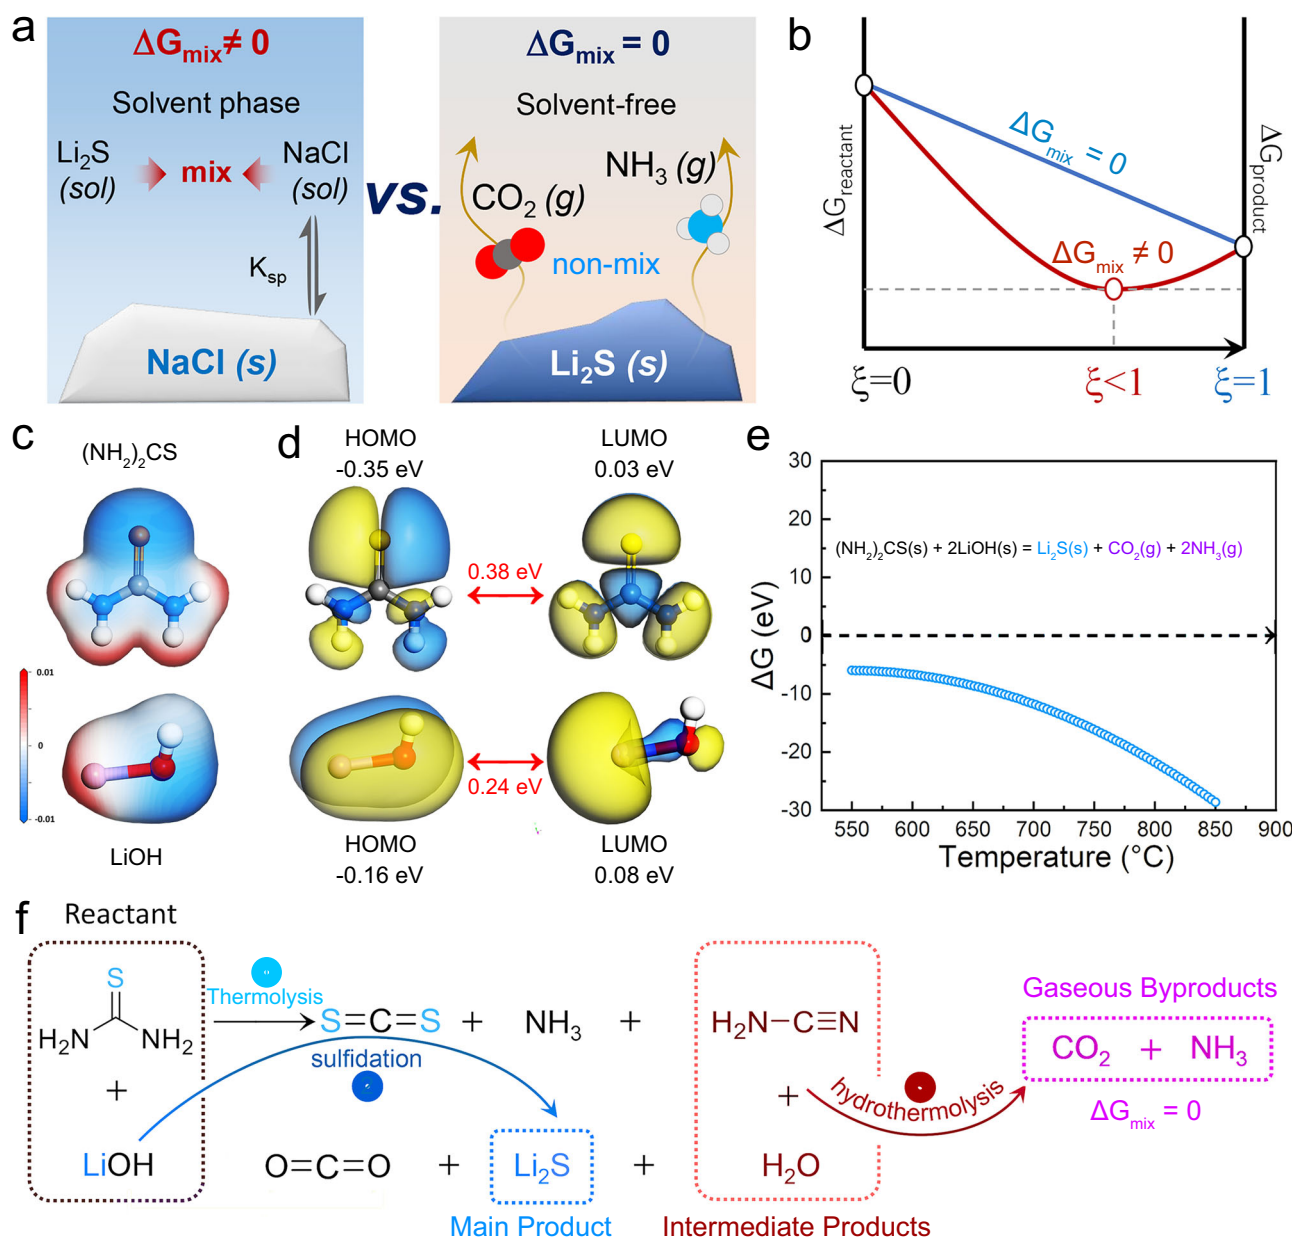 a
ΔGmix ≠ 0
Solvent phase
Li2S
(sol)
mix
NaCl
(sol)
Ksp
NaCl (s)
vs.
ΔGmix = 0
Solvent-free
CO2 (g)
NH3 (g)
non-mix
Li2S (s)
b
ΔGreactant
ΔGmix = 0
ΔGmix ≠ 0
ΔGproduct
ξ=0
ξ<1
ξ=1
c
(NH2)2CS
0.01
0
-0.01
LiOH
d
HOMO
-0.35 eV
LUMO
0.03 eV
0.38 eV
0.24 eV
HOMO
-0.16 eV
LUMO
0.08 eV
e
ΔG (eV)
30
20
10
0
-10
-20
-30
(NH2)2CS(s) + 2LiOH(s) = Li2S(s) + CO2(g) + 2NH3(g)
550 600 650 700 750 800 850 900
Temperature (°C)
f
Reactant
S
H2N NH2
+
LiOH
Thermolysis
S=C=S + NH3 +
sulfidation
O=C=O + Li2S +
Main Product
H2N−C≡N
+
H2O
Intermediate Products
hydrothermolysis
Gaseous Byproducts
CO2 + NH3
ΔGmix = 0